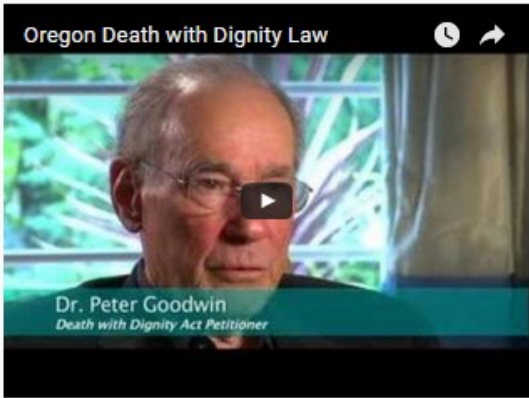 Oregon Death with Dignity Law
Dr. Peter Goodwin
Death with Dignity Act Petitioner